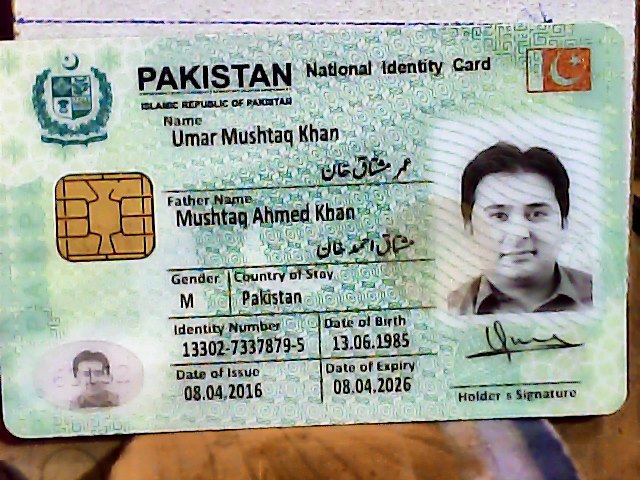 PAKISTAN National Identity Card
ISLAMIC REPUBLIC OF PAKISTAN
Name
Umar Mushtaq Khan
عمر مشتاق خان
Father Name
Mushtaq Ahmed Khan
مشتاق احمد خان
Gender Country of Stay
M Pakistan
Identity Number Date of Birth
13302-7337879-5 13.06.1985
Date of Issue Date of Expiry
08.04.2016 08.04.2026
Holder's Signature